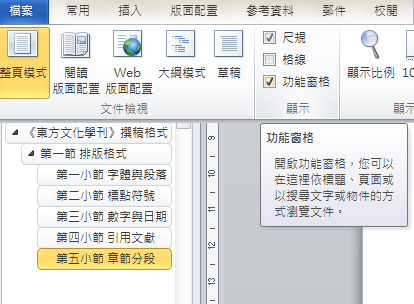 檔案 常用 插入 版面配置 參考資料 郵件 校閱
整頁模式 閱讀版面配置 Web版面配置 大綱模式 草稿
尺規
格線
功能窗格
顯示比例 10
文件檢視 顯示
《東方文化學刊》撰稿格式
第一節 排版格式
第一小節 字體與段落
第二小節 標點符號
第三小節 數字與日期
第四小節 引用文獻
第五小節 章節分段
9
10
11
12
13
功能窗格
開啟功能窗格，您可以
在這裡依標題、頁面或
以搜尋文字或物件的方
式瀏覽文件。